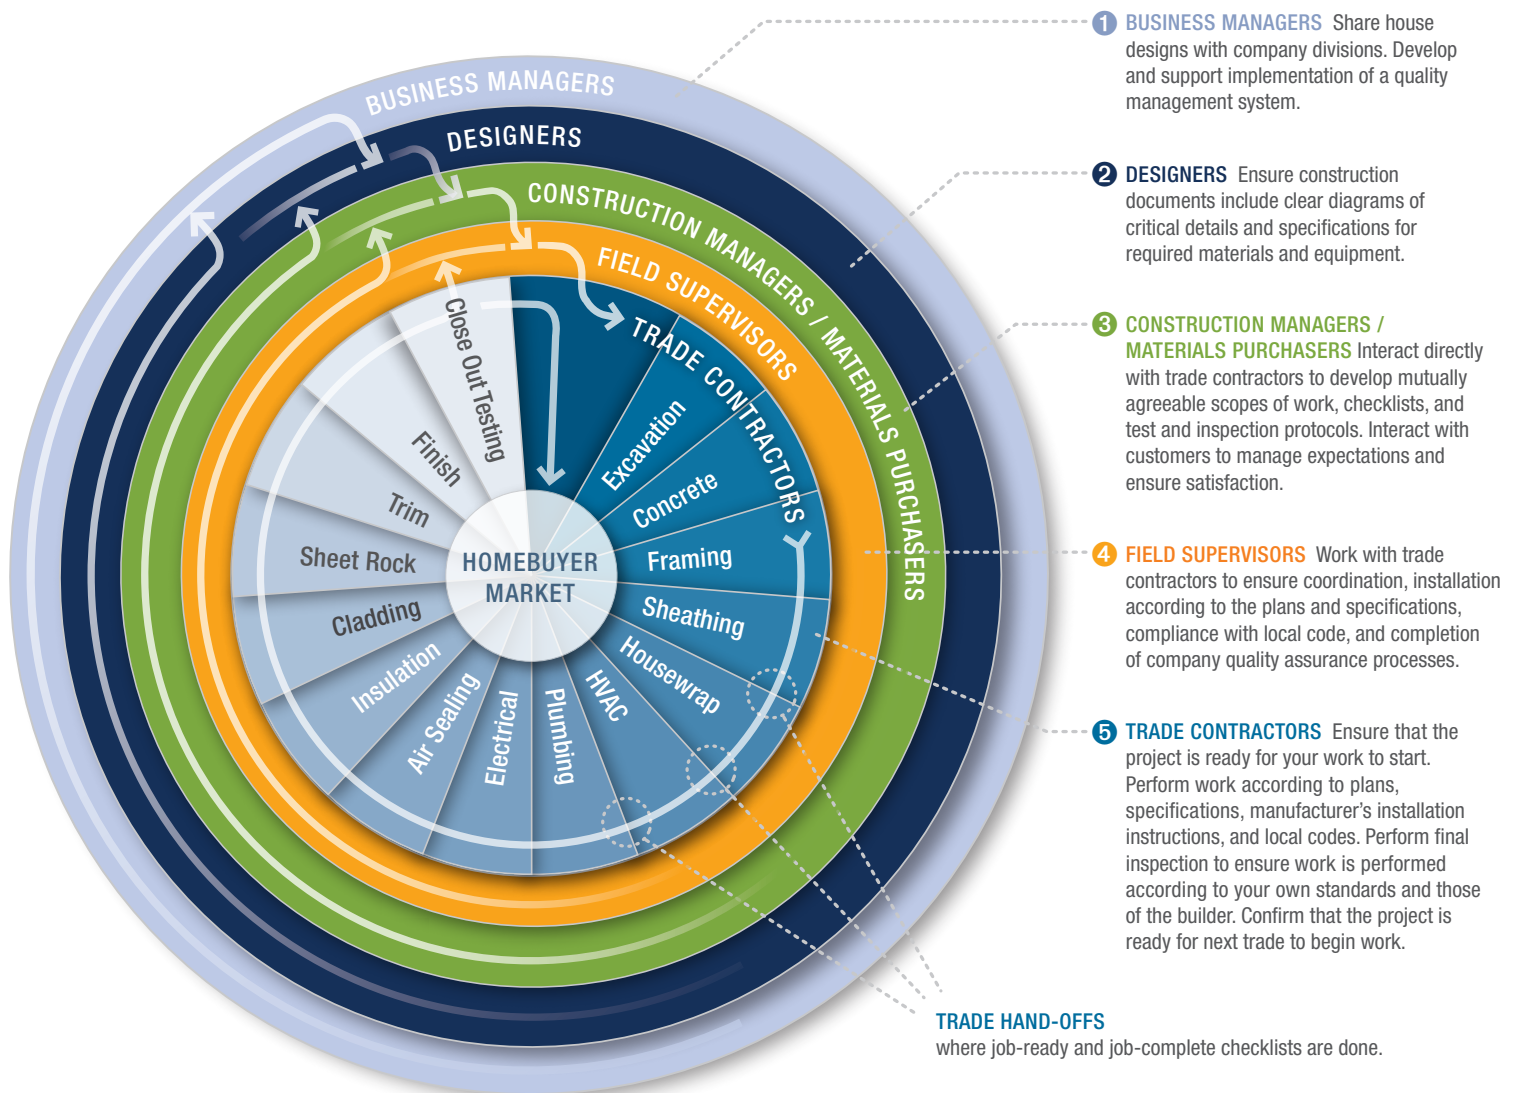 BUSINESS MANAGERS
DESIGNERS
CONSTRUCTION MANAGERS / MATERIALS PURCHASERS
FIELD SUPERVISORS
TRADE CONTRACTORS
Excavation
Concrete
Framing
Sheathing
Housewrap
HVAC
Plumbing
Electrical
Air Sealing
Insulation
Cladding
Sheet Rock
Trim
Finish
Close Out Testing
HOMEBUYER
MARKET
1 BUSINESS MANAGERS Share house
designs with company divisions. Develop
and support implementation of a quality
management system.
2 DESIGNERS Ensure construction
documents include clear diagrams of
critical details and specifications for
required materials and equipment.
3 CONSTRUCTION MANAGERS /
MATERIALS PURCHASERS Interact directly
with trade contractors to develop mutually
agreeable scopes of work, checklists, and
test and inspection protocols. Interact with
customers to manage expectations and
ensure satisfaction.
4 FIELD SUPERVISORS Work with trade
contractors to ensure coordination, installation
according to the plans and specifications,
compliance with local code, and completion
of company quality assurance processes.
5 TRADE CONTRACTORS Ensure that the
project is ready for your work to start.
Perform work according to plans,
specifications, manufacturer’s installation
instructions, and local codes. Perform final
inspection to ensure work is performed
according to your own standards and those
of the builder. Confirm that the project is
ready for next trade to begin work.
TRADE HAND-OFFS
where job-ready and job-complete checklists are done.